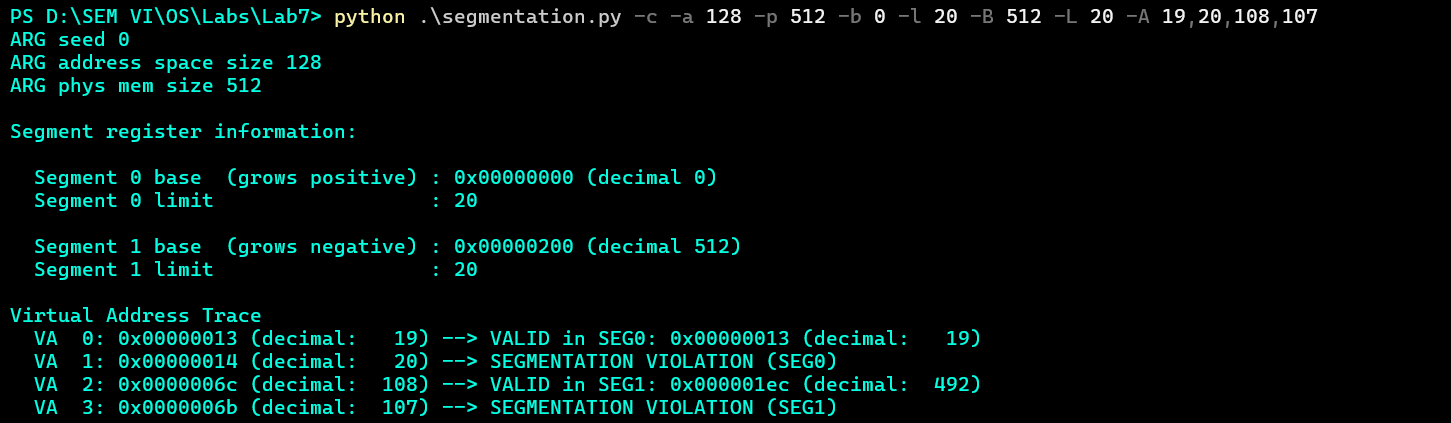 PS D:\SEM VI\OS\Labs\Lab7> python .\segmentation.py -c -a 128 -p 512 -b 0 -l 20 -B 512 -L 20 -A 19,20,108,107
ARG seed 0
ARG address space size 128
ARG phys mem size 512

Segment register information:

  Segment 0 base  (grows positive) : 0x00000000 (decimal 0)
  Segment 0 limit                  : 20

  Segment 1 base  (grows negative) : 0x00000200 (decimal 512)
  Segment 1 limit                  : 20

Virtual Address Trace
  VA  0: 0x00000013 (decimal:   19) --> VALID in SEG0: 0x00000013 (decimal:   19)
  VA  1: 0x00000014 (decimal:   20) --> SEGMENTATION VIOLATION (SEG0)
  VA  2: 0x0000006c (decimal:  108) --> VALID in SEG1: 0x000001ec (decimal:  492)
  VA  3: 0x0000006b (decimal:  107) --> SEGMENTATION VIOLATION (SEG1)